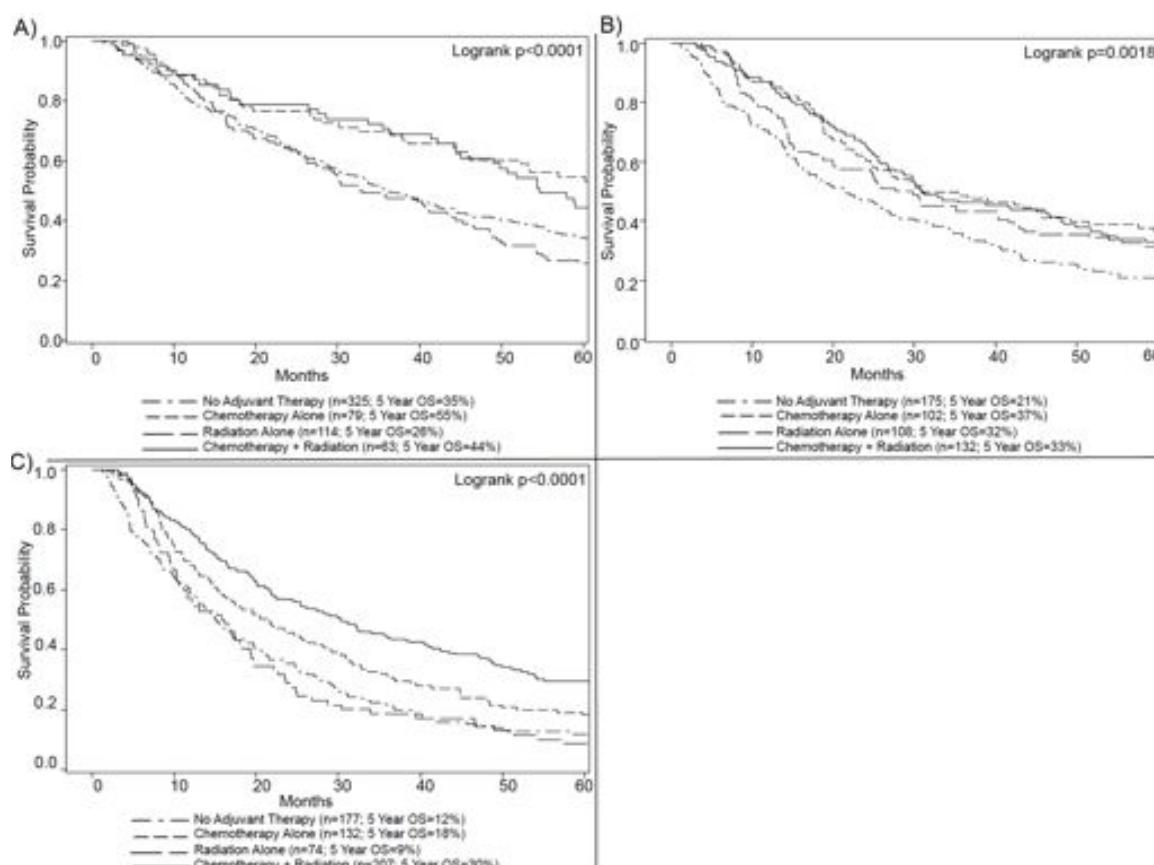 A)
Logrank p<0.0001
Survival Probability
1.0
0.8
0.6
0.4
0.2
0.0
0 10 20 30 40 50 60
Months
No Adjuvant Therapy (n=325; 5 Year OS=35%)
Chemotherapy Alone (n=79; 5 Year OS=55%)
Radiation Alone (n=114; 5 Year OS=26%)
Chemotherapy + Radiation (n=63; 5 Year OS=44%)
B)
Logrank p=0.0018
Survival Probability
1.0
0.8
0.6
0.4
0.2
0.0
0 10 20 30 40 50 60
Months
No Adjuvant Therapy (n=175; 5 Year OS=21%)
Chemotherapy Alone (n=102; 5 Year OS=37%)
Radiation Alone (n=108; 5 Year OS=32%)
Chemotherapy + Radiation (n=132; 5 Year OS=33%)
C)
Logrank p<0.0001
Survival Probability
1.0
0.8
0.6
0.4
0.2
0.0
0 10 20 30 40 50 60
Months
No Adjuvant Therapy (n=177; 5 Year OS=12%)
Chemotherapy Alone (n=132; 5 Year OS=18%)
Radiation Alone (n=74; 5 Year OS=9%)
Chemotherapy + Radiation (n=207; 5 Year OS=30%)